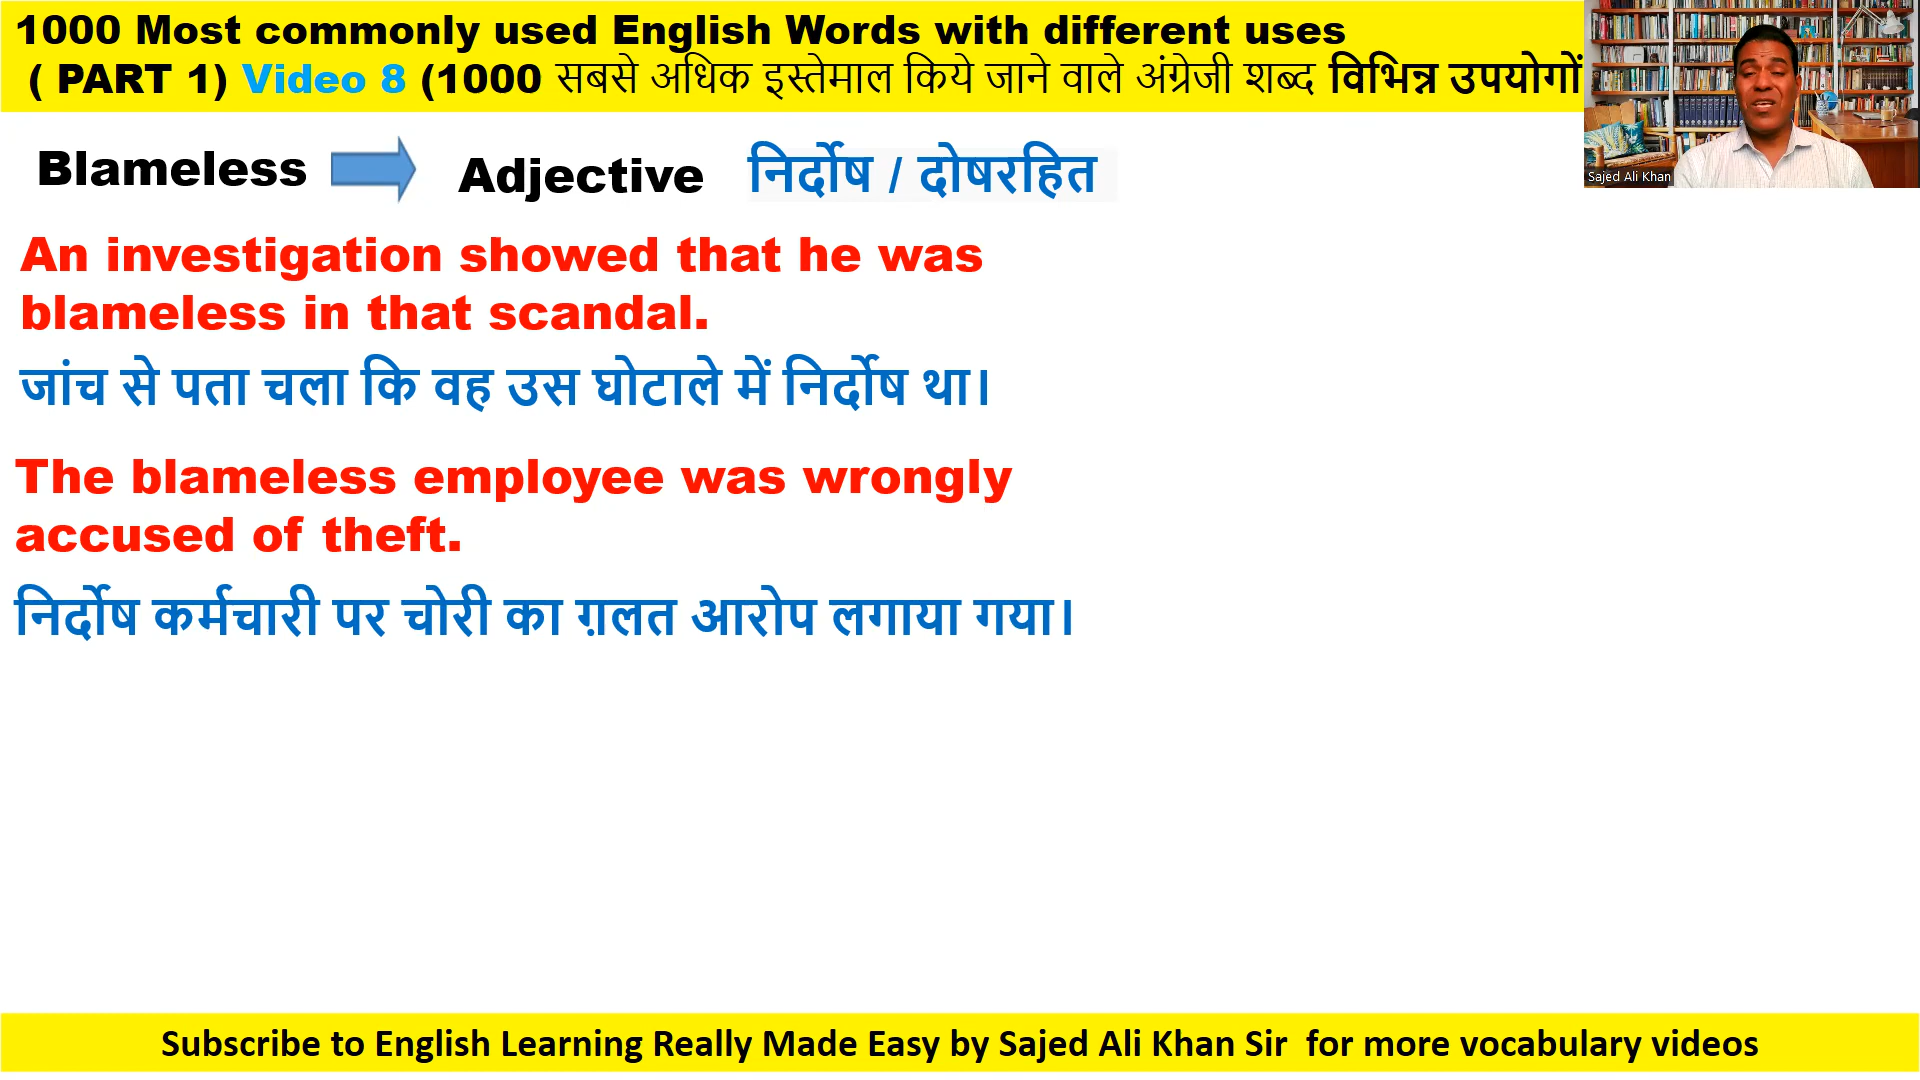 1000 Most commonly used English Words with different uses
( PART 1) Video 8 (1000 सबसे अधिक इस्तेमाल किये जाने वाले अंग्रेजी शब्द विभिन्न उपयोगों
Sajed Ali Khan
Blameless Adjective निर्दोष / दोषरहित
An investigation showed that he was
blameless in that scandal.
जांच से पता चला कि वह उस घोटाले में निर्दोष था।
The blameless employee was wrongly
accused of theft.
निर्दोष कर्मचारी पर चोरी का ग़लत आरोप लगाया गया।
Subscribe to English Learning Really Made Easy by Sajed Ali Khan Sir for more vocabulary videos